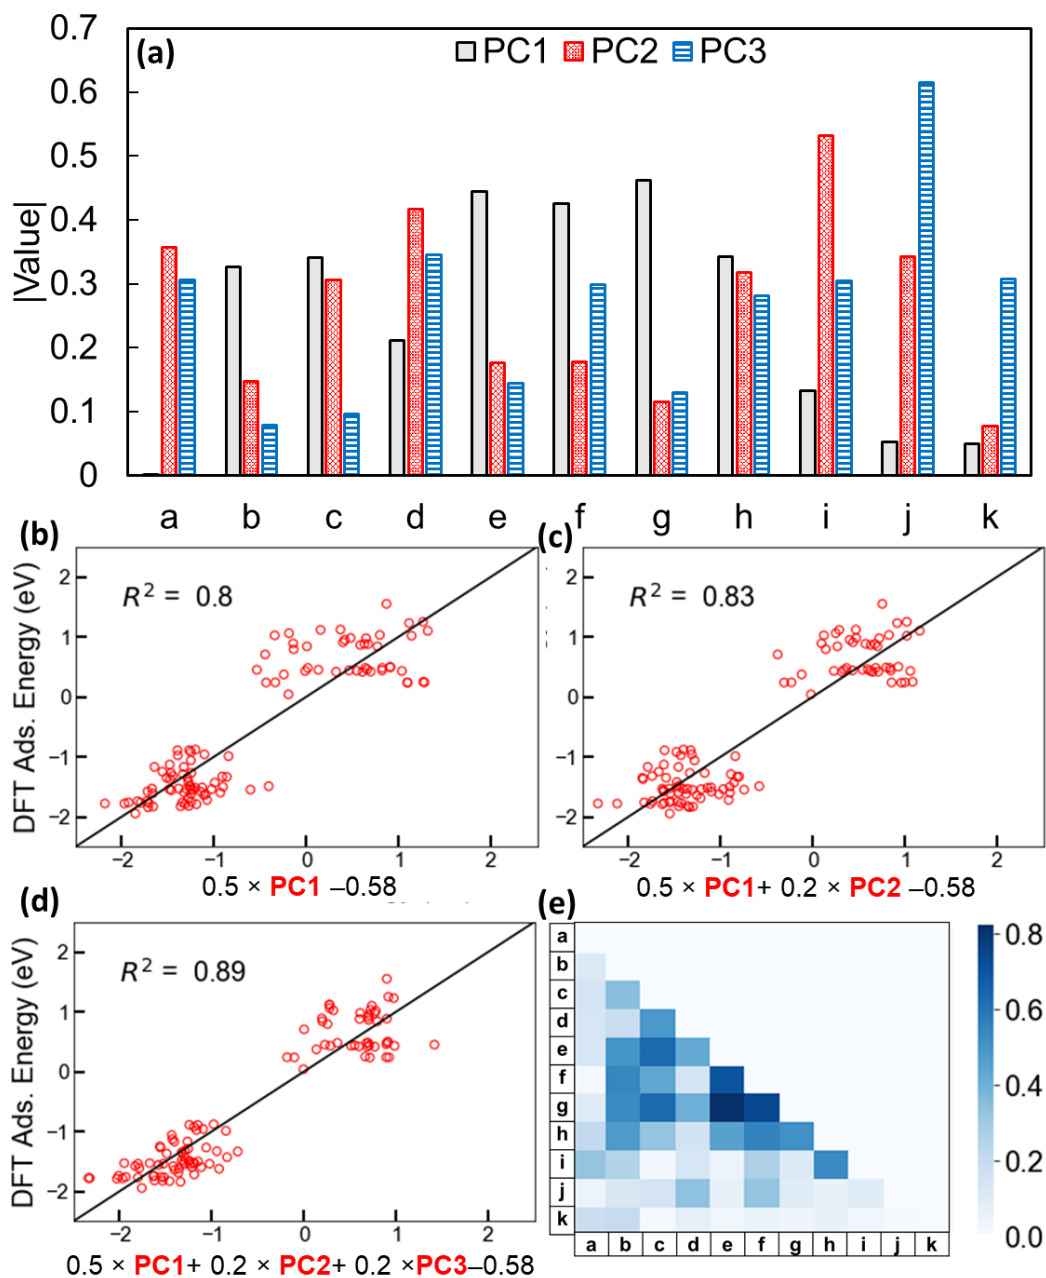 (a)
PC1 PC2 PC3
0.7
0.6
0.5
0.4
0.3
0.2
0.1
0
|Value|
a b c d e f g h i j k
(b)
R² = 0.8
DFT Ads. Energy (eV)
2
1
0
−1
−2
−2 −1 0 1 2
0.5 × PC1 –0.58
(c)
R² = 0.83
2
1
0
−1
−2
−2 −1 0 1 2
0.5 × PC1+ 0.2 × PC2 –0.58
(d)
R² = 0.89
DFT Ads. Energy (eV)
2
1
0
−1
−2
−2 −1 0 1 2
0.5 × PC1+ 0.2 × PC2+ 0.2 ×PC3–0.58
(e)
a
b
c
d
e
f
g
h
i
j
k
a b c d e f g h i j k
0.8
0.6
0.4
0.2
0.0